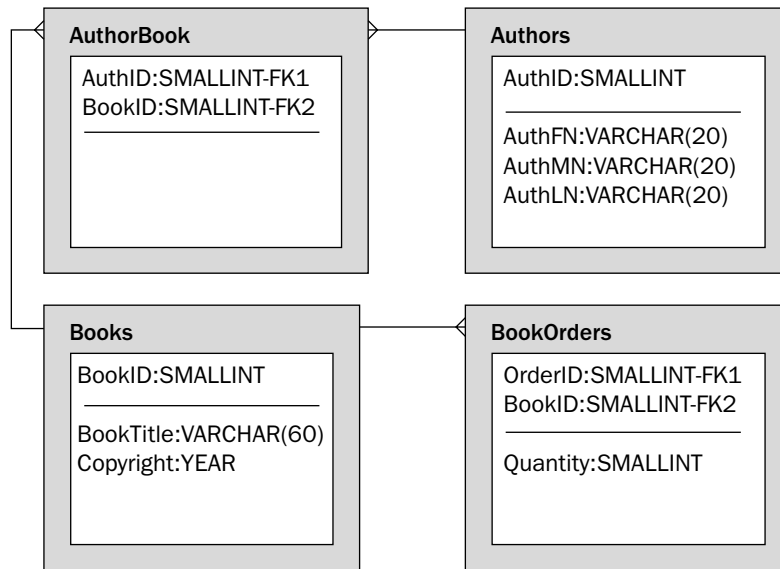 AuthorBook
AuthID:SMALLINT-FK1
BookID:SMALLINT-FK2
Authors
AuthID:SMALLINT
AuthFN:VARCHAR(20)
AuthMN:VARCHAR(20)
AuthLN:VARCHAR(20)
Books
BookID:SMALLINT
BookTitle:VARCHAR(60)
Copyright:YEAR
BookOrders
OrderID:SMALLINT-FK1
BookID:SMALLINT-FK2
Quantity:SMALLINT